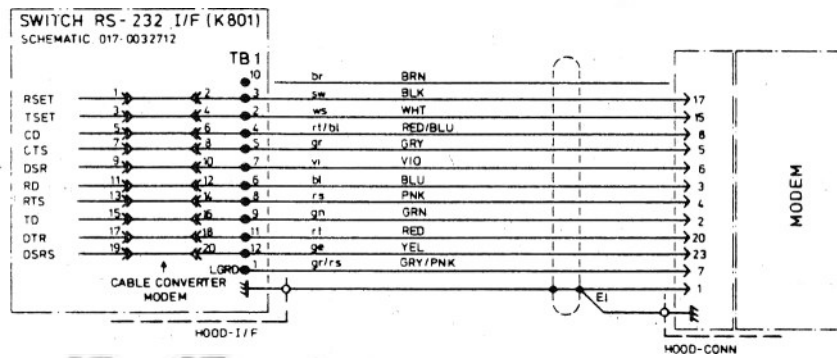 SWITCH RS-232 I/F (K801)
SCHEMATIC 017-0032712
TB 1
10 br BRN
RSET 1 2 3 sw BLK 17
TSET 3 4 2 ws WHT 15
CD 5 6 4 rt/bl RED/BLU 8
CTS 7 8 5 gr GRY 5
DSR 9 10 7 vi VIO 6
RD 11 12 6 bl BLU 3
RTS 13 14 8 rs PNK 4
TD 15 16 9 gn GRN 2
DTR 17 18 11 rt RED 20
DSRS 19 20 12 ge YEL 23
LGRD 1 gr/rs GRY/PNK 7
CABLE CONVERTER
MODEM
1
E1
HOOD-I/F
HOOD-CONN
MODEM